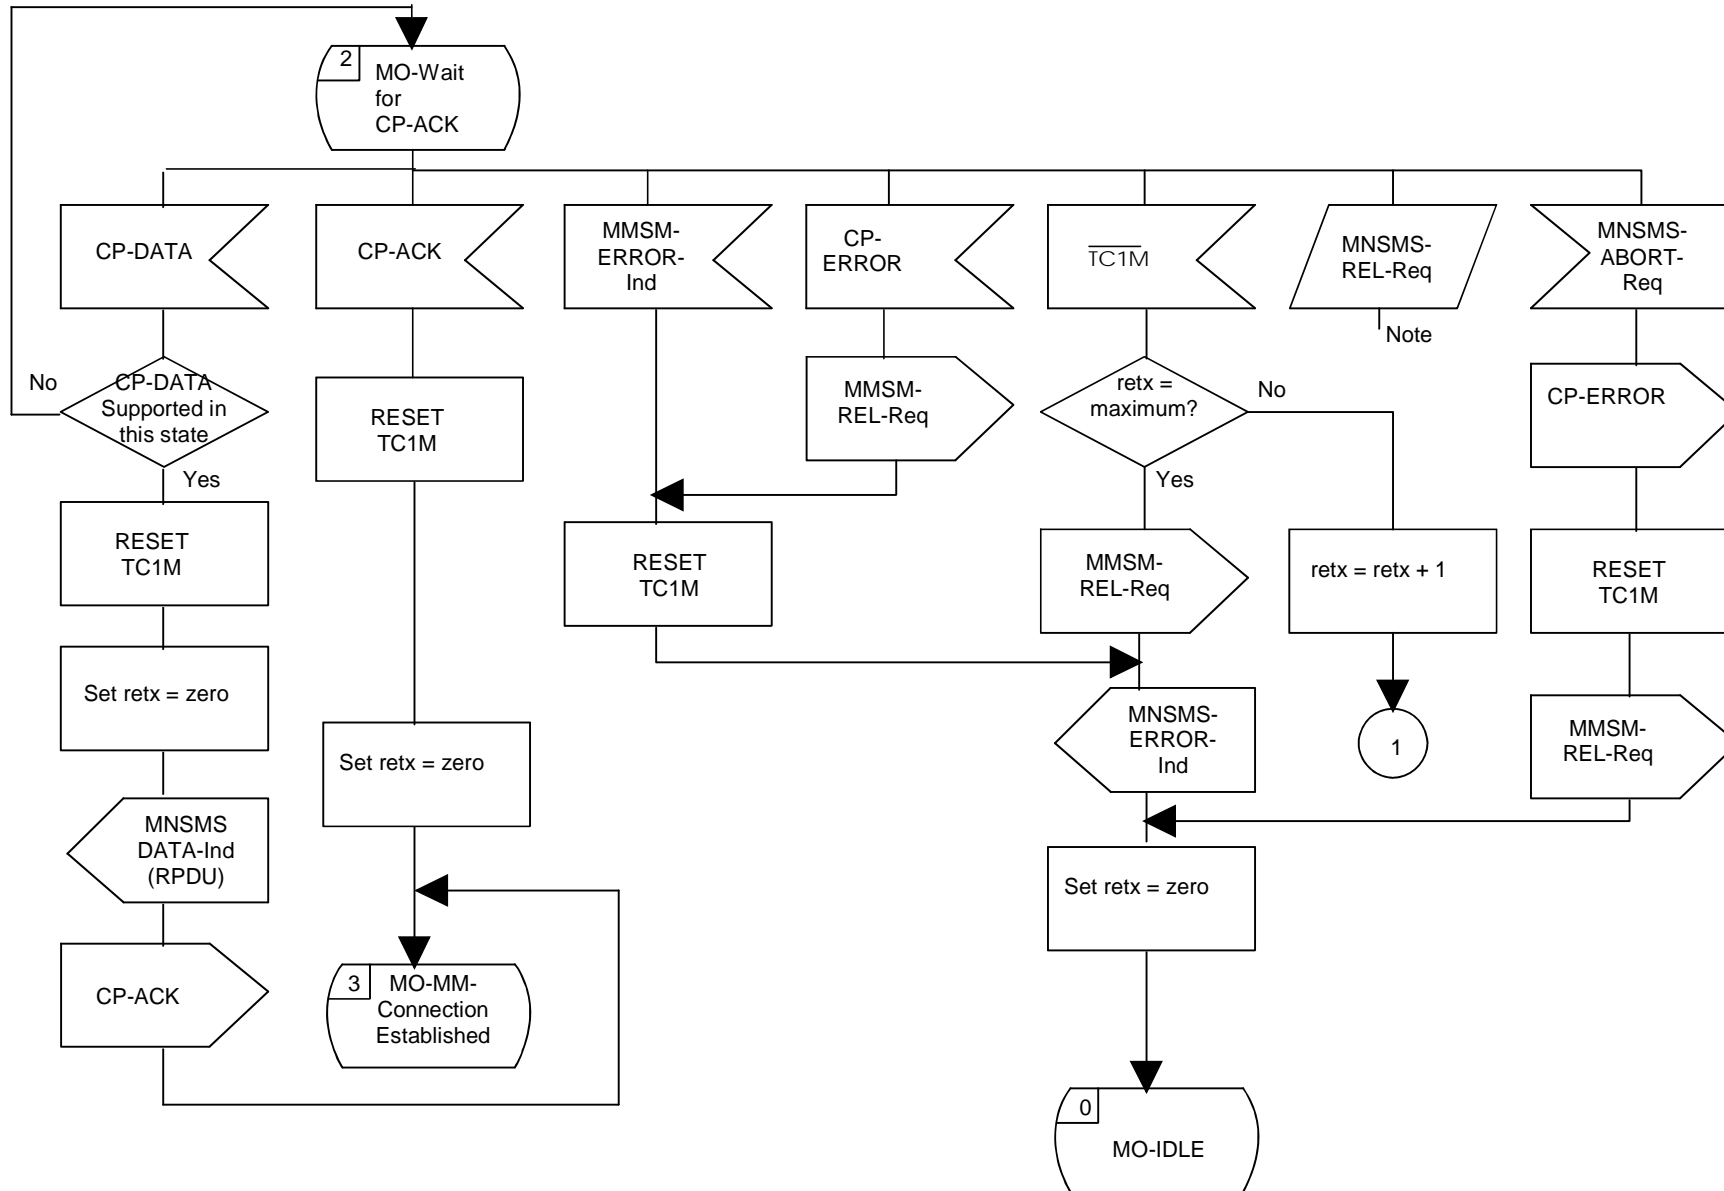 2
MO-Wait
for
CP-ACK
CP-DATA
CP-ACK
MMSM-
ERROR-
Ind
CP-
ERROR
TC1M
MNSMS-
REL-Req
MNSMS-
ABORT-
Req
Note
No
CP-DATA
Supported in
this state
Yes
RESET
TC1M
MMSM-
REL-Req
retx =
maximum?
No
Yes
CP-ERROR
RESET
TC1M
RESET
TC1M
MMSM-
REL-Req
retx = retx + 1
RESET
TC1M
Set retx = zero
Set retx = zero
MNSMS-
ERROR-
Ind
1
MMSM-
REL-Req
MNSMS
DATA-Ind
(RPDU)
Set retx = zero
CP-ACK
3
MO-MM-
Connection
Established
0
MO-IDLE